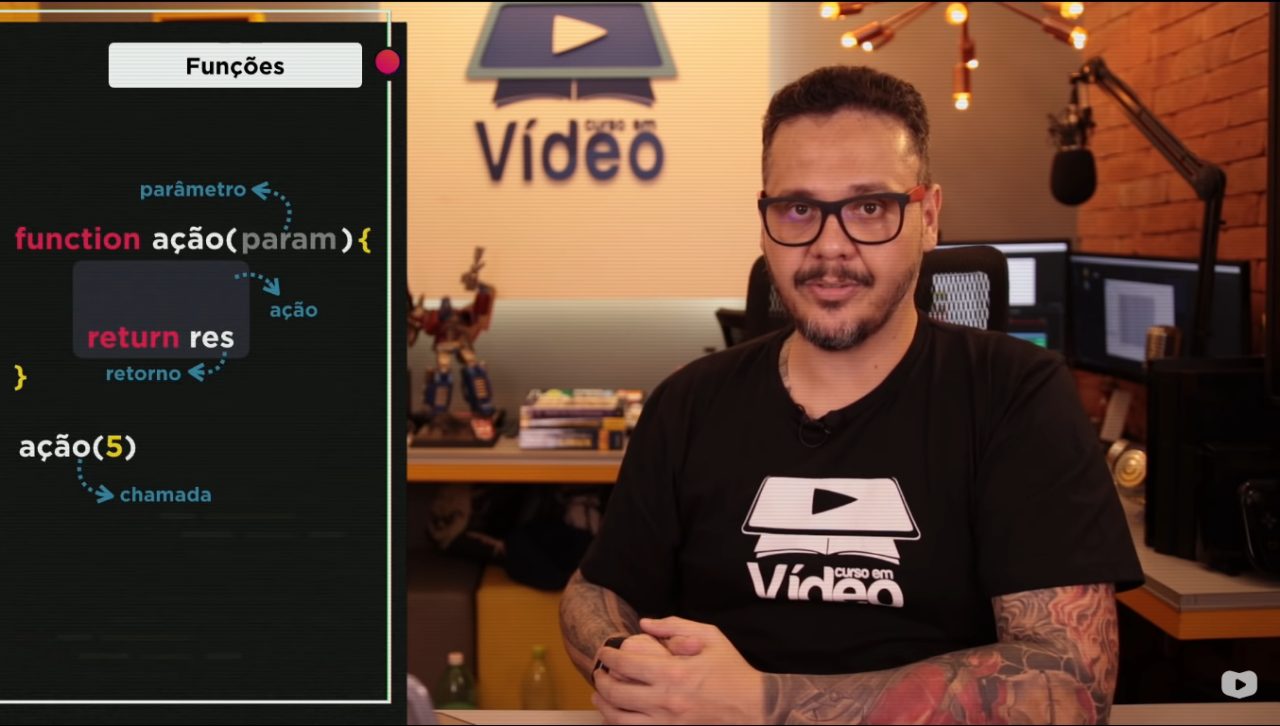 Funções
parâmetro
function ação(param){
ação
return res
retorno
}
ação(5)
chamada
curso em
Vídeo
curso em
Vídeo